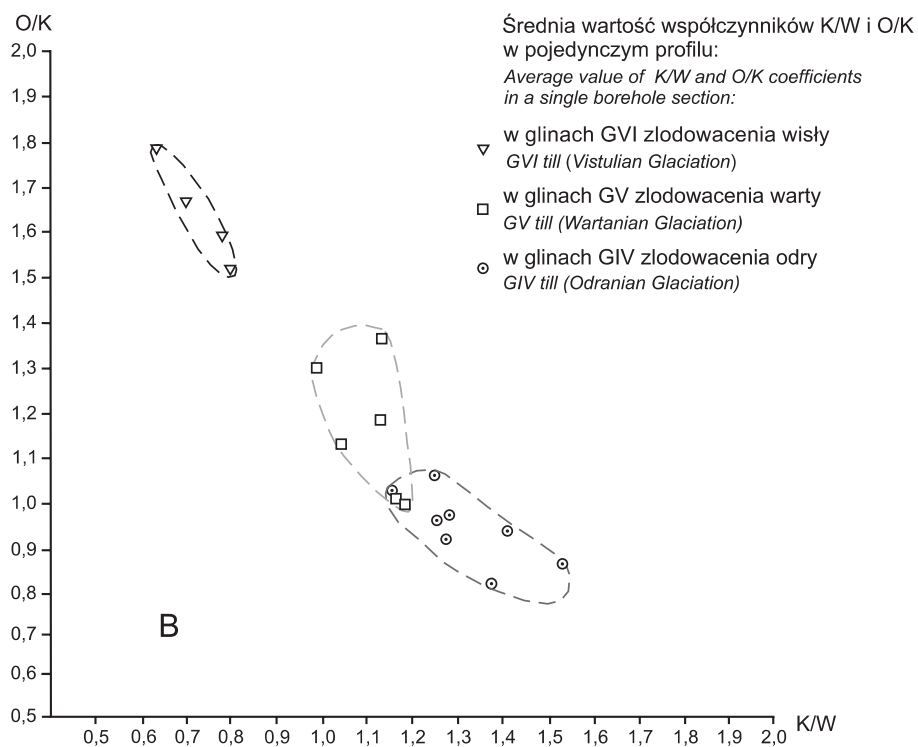 O/K
Średnia wartość współczynników K/W i O/K
w pojedynczym profilu:
Average value of K/W and O/K coefficients
in a single borehole section:
w glinach GVI zlodowacenia wisły
GVI till (Vistulian Glaciation)
w glinach GV zlodowacenia warty
GV till (Wartanian Glaciation)
w glinach GIV zlodowacenia odry
GIV till (Odranian Glaciation)
2,0
1,9
1,8
1,7
1,6
1,5
1,4
1,3
1,2
1,1
1,0
0,9
0,8
0,7
0,6
0,5
B
0,5 0,6 0,7 0,8 0,9 1,0 1,1 1,2 1,3 1,4 1,5 1,6 1,7 1,8 1,9 2,0
K/W